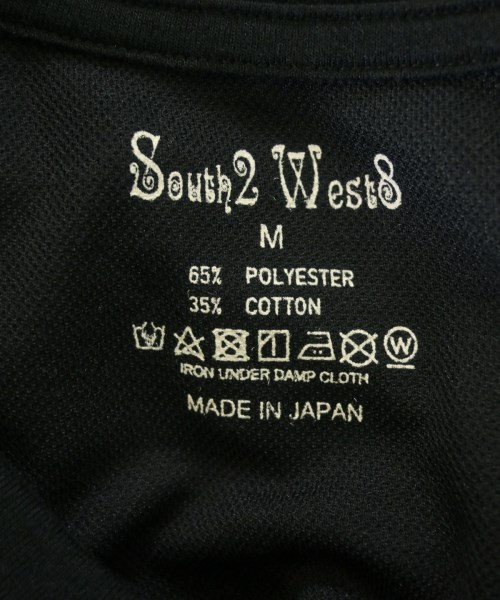 South2 West8
M
65% POLYESTER
35% COTTON
W
IRON UNDER DAMP CLOTH
MADE IN JAPAN